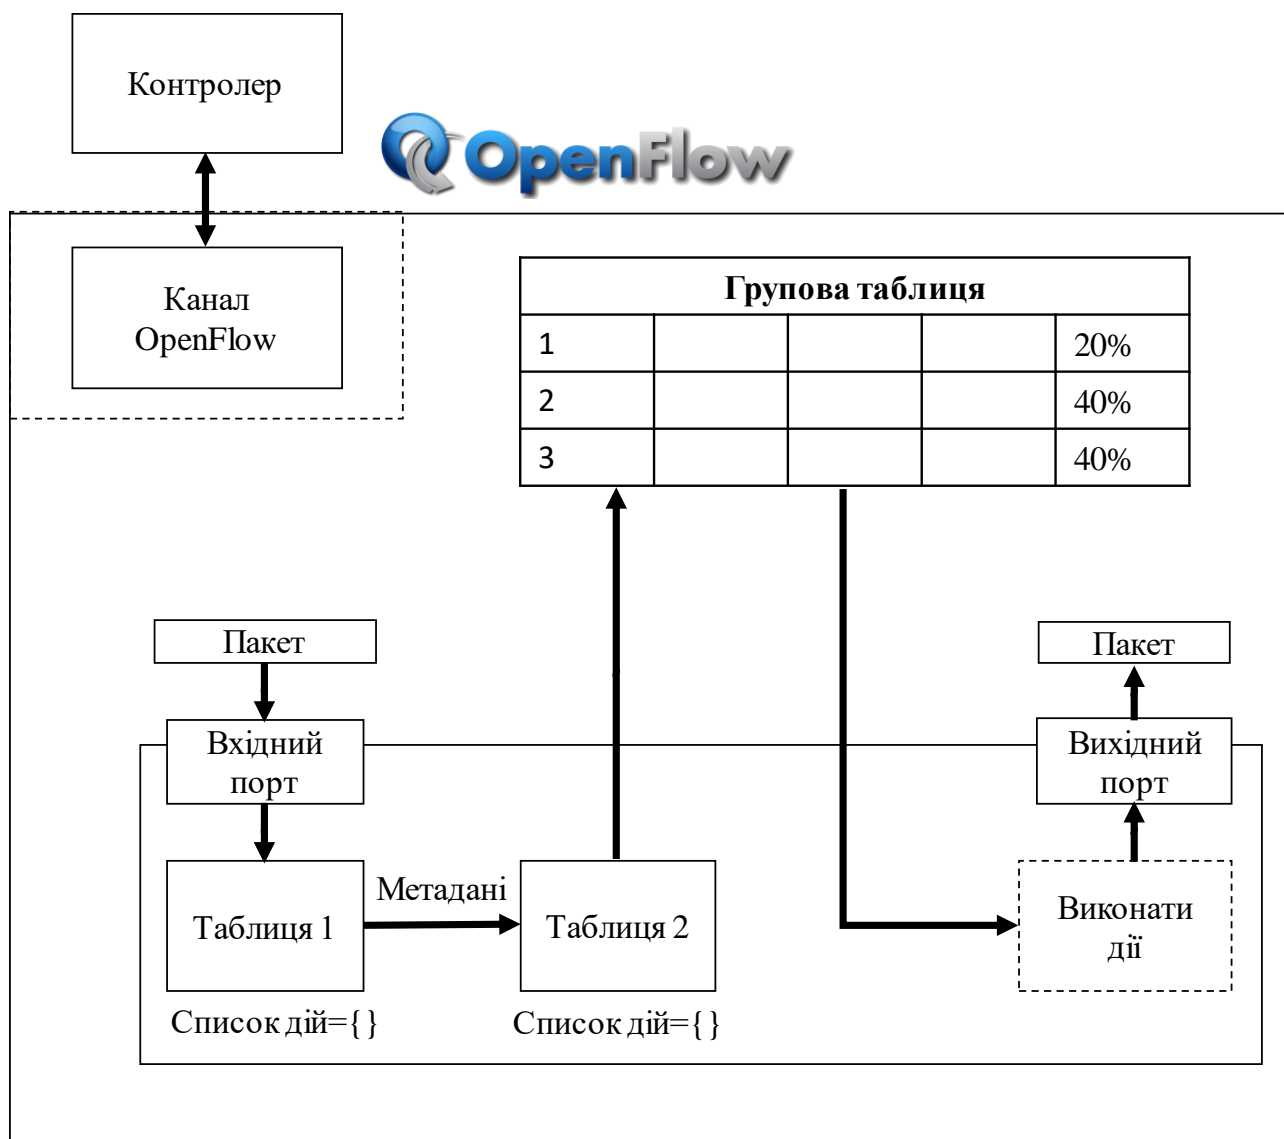 Контролер
OpenFlow
Канал
OpenFlow
Групова таблиця
1 20%
2 40%
3 40%
Пакет
Пакет
Вхідний
порт
Вихідний
порт
Метадані
Таблиця 1
Таблиця 2
Виконати
дії
Список дій={}
Список дій={}